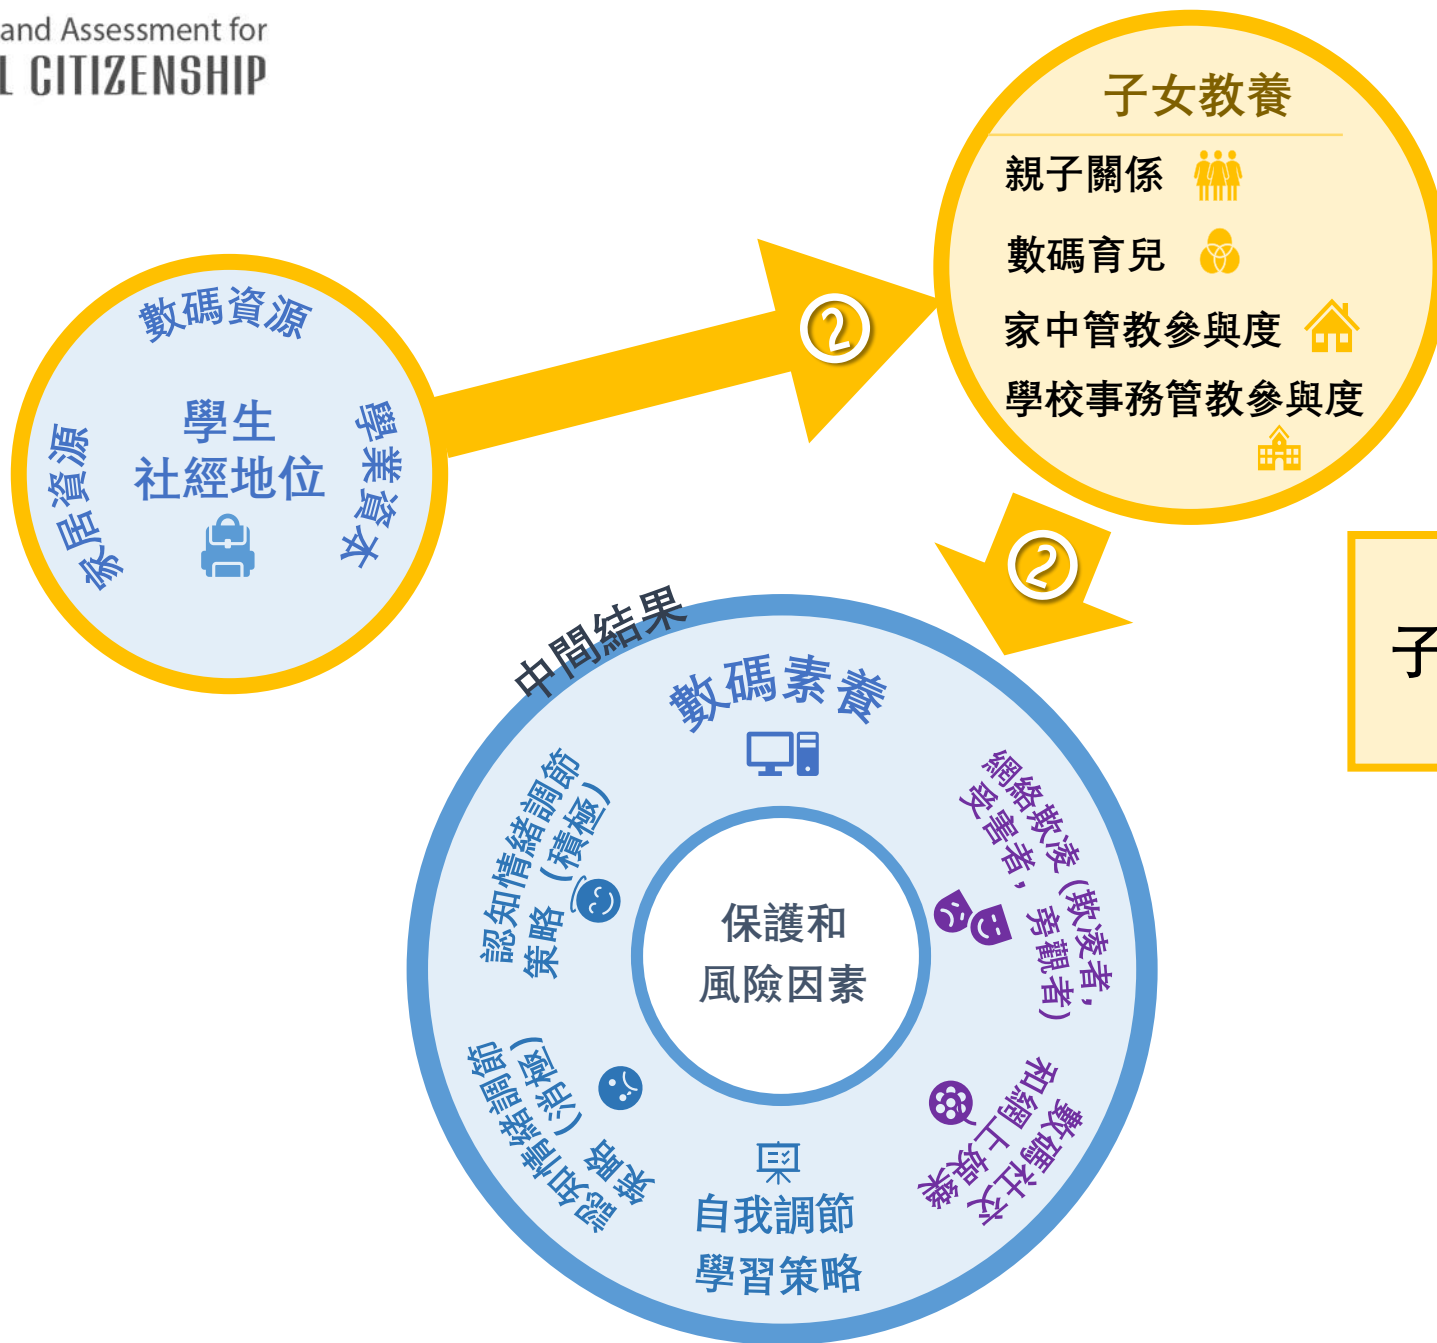 and Assessment for
L CITIZENSHIP
子女教養
親子關係
數碼育兒
家中管教參與度
學校事務管教參與度
②
數碼資源
學生
社經地位
家居資源
學業資本
②
子
中間結果
數碼素養
認知情緒調節
策略（積極）
網絡欺凌（欺凌者，
受害者，旁觀者）
保護和
風險因素
認知情緒調節
策略（消極）
數碼社交
和網上娛樂
自我調節
學習策略